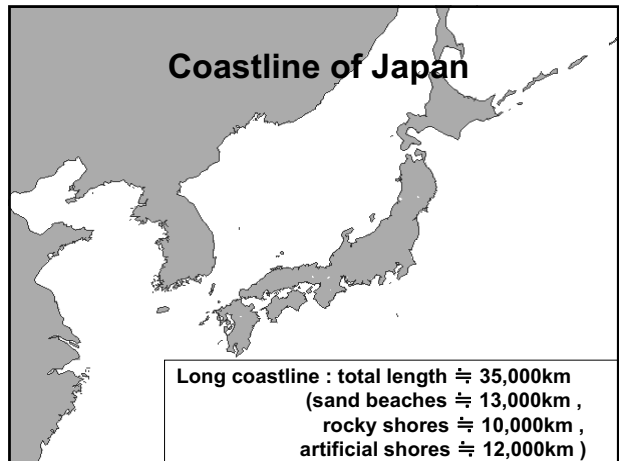 Coastline of Japan
Long coastline : total length ≒ 35,000km
(sand beaches ≒ 13,000km ,
rocky shores ≒ 10,000km ,
artificial shores ≒ 12,000km )